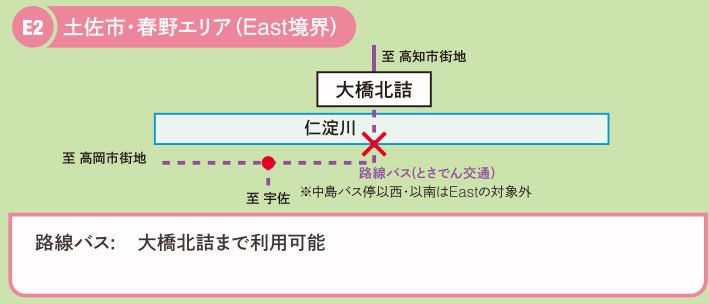 E2 土佐市・春野エリア（East境界）
至 高知市街地
大橋北詰
仁淀川
至 高岡市街地
路線バス(とさでん交通)
至 宇佐
※中島バス停以西・以南はEastの対象外
路線バス: 大橋北詰まで利用可能